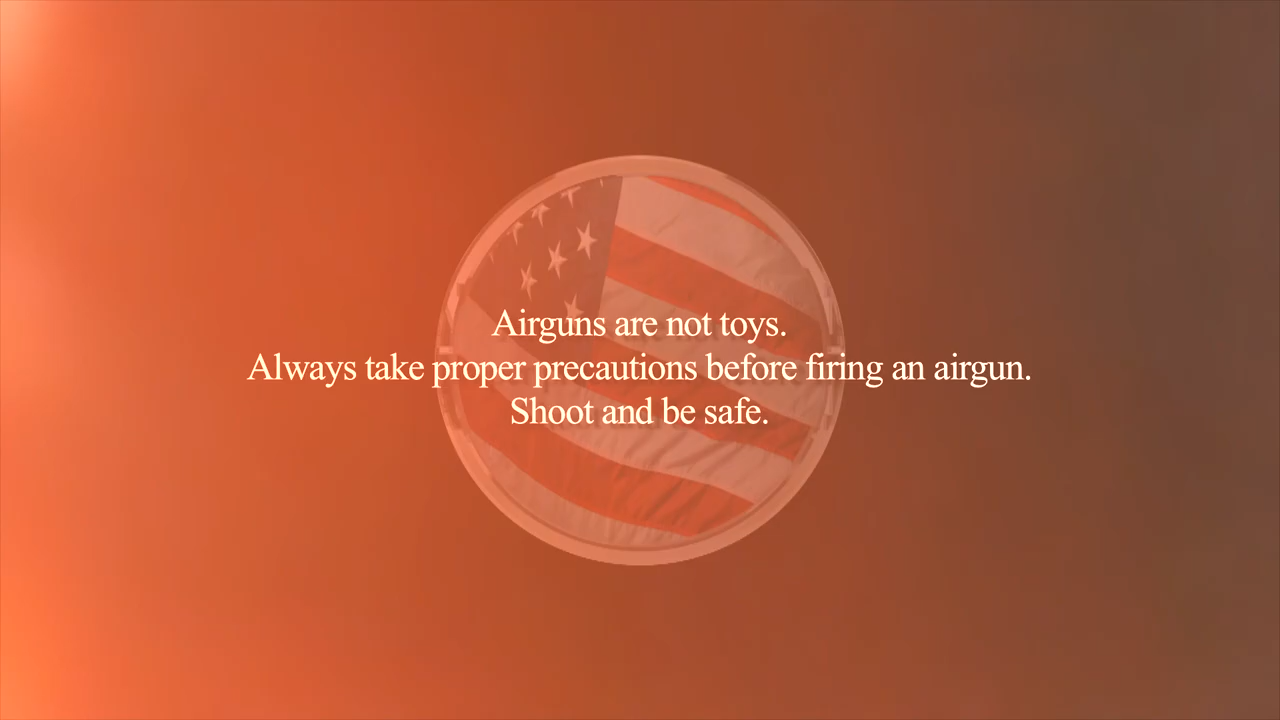 Airguns are not toys.
Always take proper precautions before firing an airgun.
Shoot and be safe.